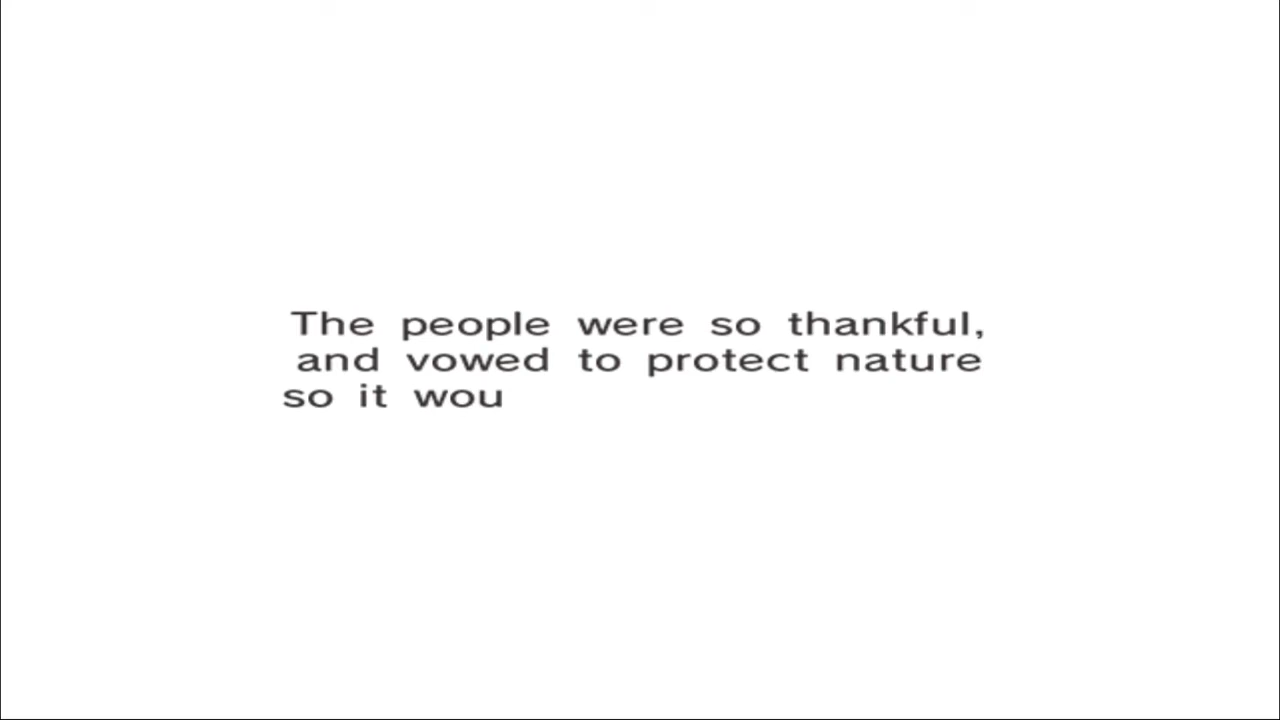 The people were so thankful,
and vowed to protect nature
so it wou